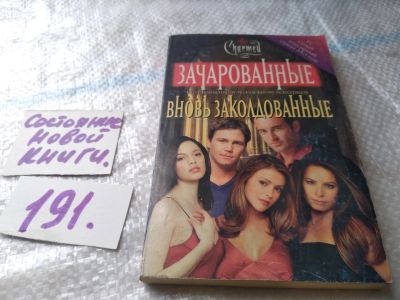 Charmed
ЗАЧАРОВАННЫЕ
ВНОВЬ ЗАКОЛДОВАННЫЕ
Состояние
новой
книги.
191.